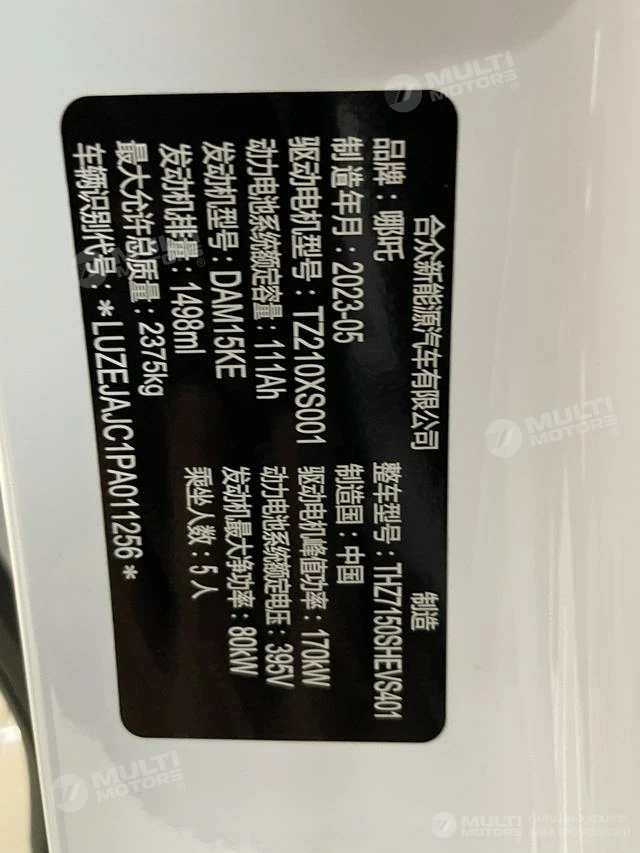 合众新能源汽车有限公司 制造
品牌：哪吒 整车型号：THZ7150SHEVS401
制造年月：2023-05 制造国：中国
驱动电机型号：TZ210XS001 驱动电机峰值功率：170kW
动力电池系统额定容量：111Ah 动力电池系统额定电压：395V
发动机型号：DAM15KE 发动机最大净功率：80kW
发动机排量：1498ml 乘坐人数：5人
最大允许总质量：2375kg
车辆识别代号：*LUZEJAJC1PA011256*
MULTI MOTORS®
MULTI MOTORS®
MULTI MOTORS®
MULTI MOTORS®
MULTI MOTORS
ОНЛАЙН-КАТАЛОГ
ЭЛЕКТРОМОБИЛЕЙ